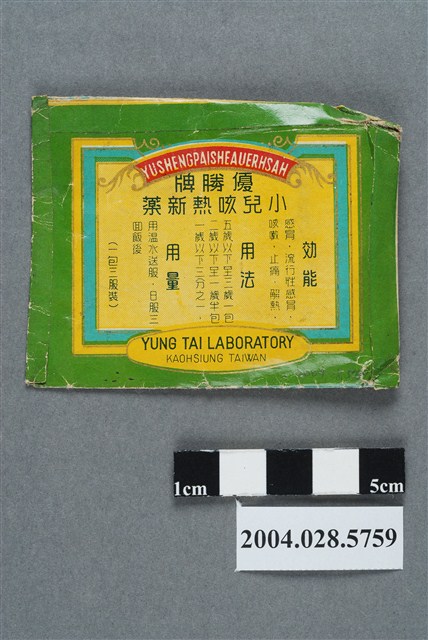 YUSHENGPAISHEAUERHSAH
優勝牌
小兒咳熱新藥
効能
感冒．流行性感冒．
咳嗽．止痛．解熱．
用法
五歲以下至三歲一包
二歲以下至一歲半包
一歲以下三分之一．
用量
用温水送服．日服三
回飯後
(一包三服裝)
YUNG TAI LABORATORY
KAOHSIUNG TAIWAN
1cm
5cm
2004.028.5759